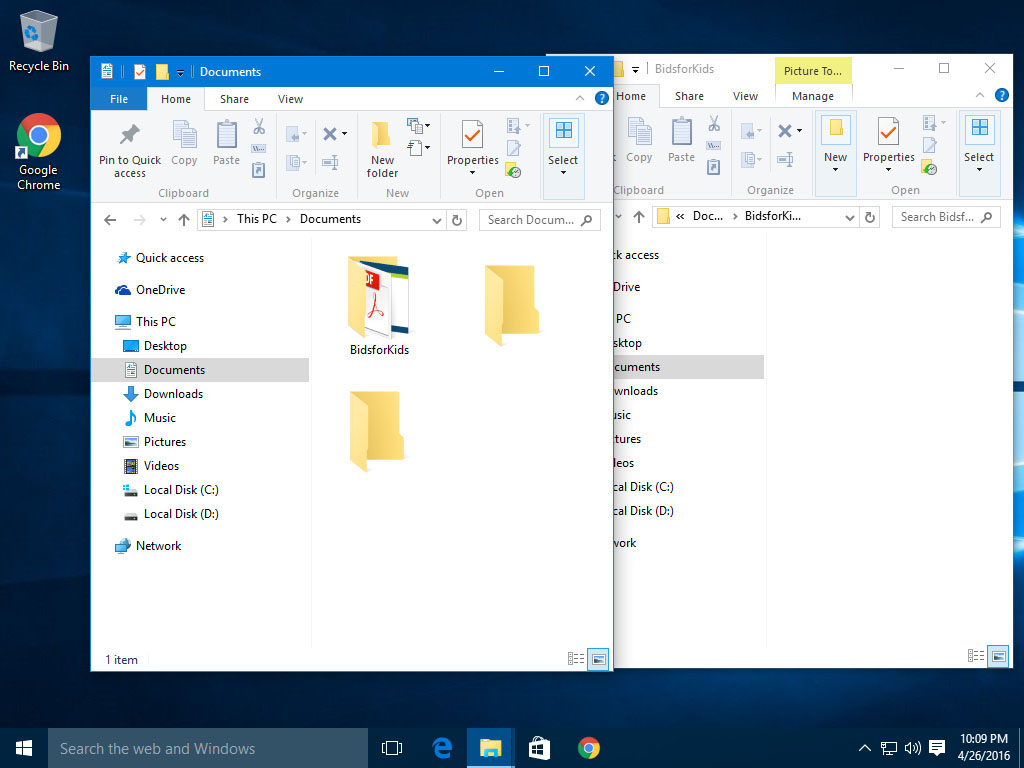 Recycle Bin
Google
Chrome
Documents
File
Home
Share
View
Pin to Quick
access
Copy
Paste
New
folder
Properties
Select
Clipboard
Organize
New
Open
This PC
Documents
Search Docum...
Quick access
OneDrive
This PC
Desktop
Documents
Downloads
Music
Pictures
Videos
Local Disk (C:)
Local Disk (D:)
Network
PDF
BidsforKids
1 item
BidsforKids
Picture To...
Home
Share
View
Manage
Copy
Paste
New
Properties
Select
Clipboard
Organize
Open
« Doc...
BidsforKi...
Search Bidsf...
ck access
Drive
PC
sktop
cuments
wnloads
usic
tures
leos
cal Disk (C:)
cal Disk (D:)
work
Search the web and Windows
10:09 PM
4/26/2016